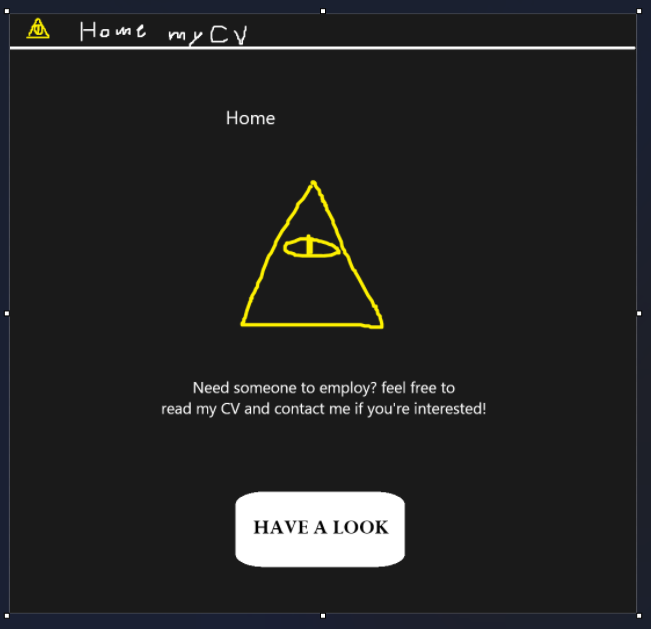 Home myCV
Home
Need someone to employ? feel free to
read my CV and contact me if you're interested!
HAVE A LOOK